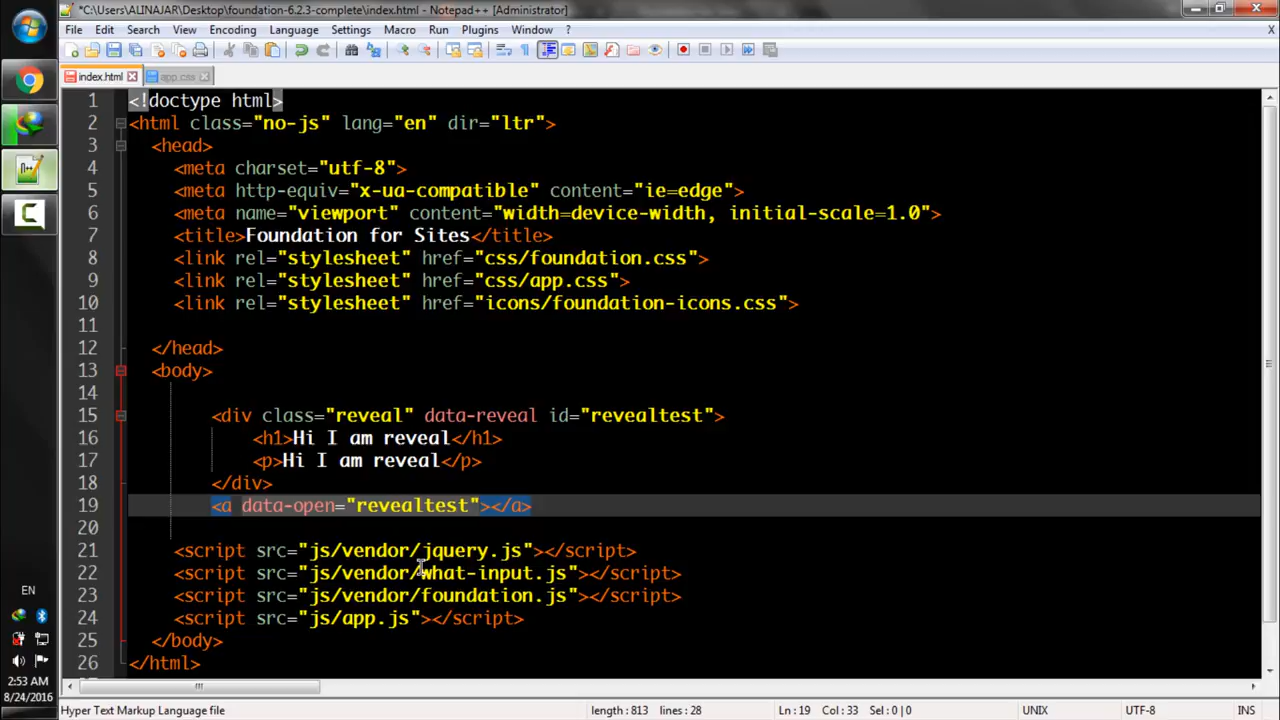 *C:\Users\ALINAJAR\Desktop\foundation-6.2.3-complete\index.html - Notepad++ [Administrator]
File Edit Search View Encoding Language Settings Macro Run Plugins Window ?
index.html app.css
1 <!doctype html>
2 <html class="no-js" lang="en" dir="ltr">
3 <head>
4 <meta charset="utf-8">
5 <meta http-equiv="x-ua-compatible" content="ie=edge">
6 <meta name="viewport" content="width=device-width, initial-scale=1.0">
7 <title>Foundation for Sites</title>
8 <link rel="stylesheet" href="css/foundation.css">
9 <link rel="stylesheet" href="css/app.css">
10 <link rel="stylesheet" href="icons/foundation-icons.css">
11
12 </head>
13 <body>
14
15 <div class="reveal" data-reveal id="revealtest">
16 <h1>Hi I am reveal</h1>
17 <p>Hi I am reveal</p>
18 </div>
19 <a data-open="revealtest"></a>
20
21 <script src="js/vendor/jquery.js"></script>
22 <script src="js/vendor/what-input.js"></script>
23 <script src="js/vendor/foundation.js"></script>
24 <script src="js/app.js"></script>
25 </body>
26 </html>
EN
2:53 AM
8/24/2016
Hyper Text Markup Language file length : 813 lines : 28 Ln : 19 Col : 33 Sel : 0 | 0 UNIX UTF-8 INS